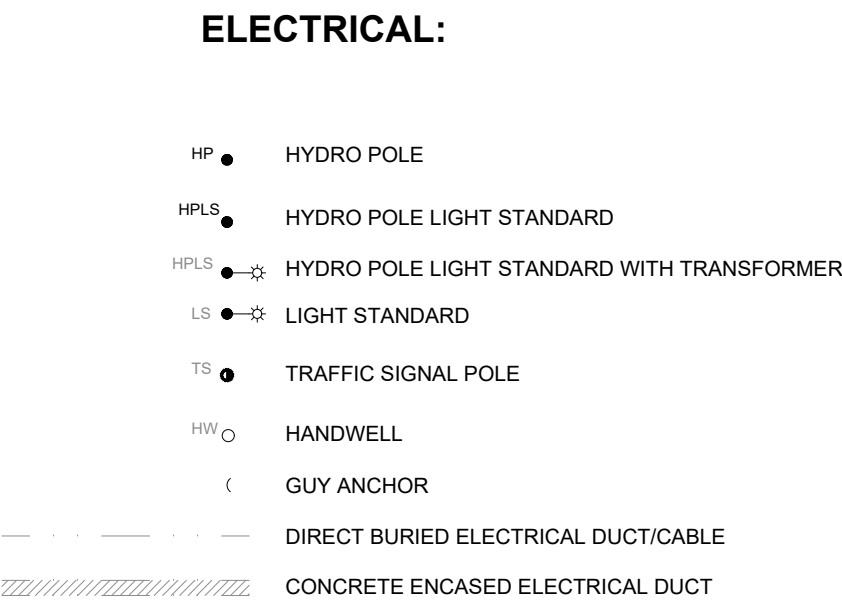 ELECTRICAL:
HP HYDRO POLE
HPLS HYDRO POLE LIGHT STANDARD
HPLS HYDRO POLE LIGHT STANDARD WITH TRANSFORMER
LS LIGHT STANDARD
TS TRAFFIC SIGNAL POLE
HW HANDWELL
GUY ANCHOR
DIRECT BURIED ELECTRICAL DUCT/CABLE
CONCRETE ENCASED ELECTRICAL DUCT